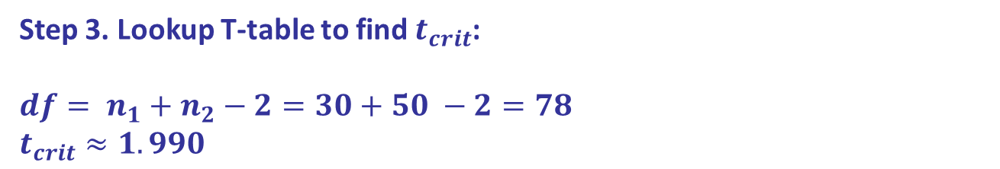 Step 3. Lookup T-table to find t_crit:
df = n₁ + n₂ − 2 = 30 + 50 − 2 = 78
t_crit ≈ 1.990